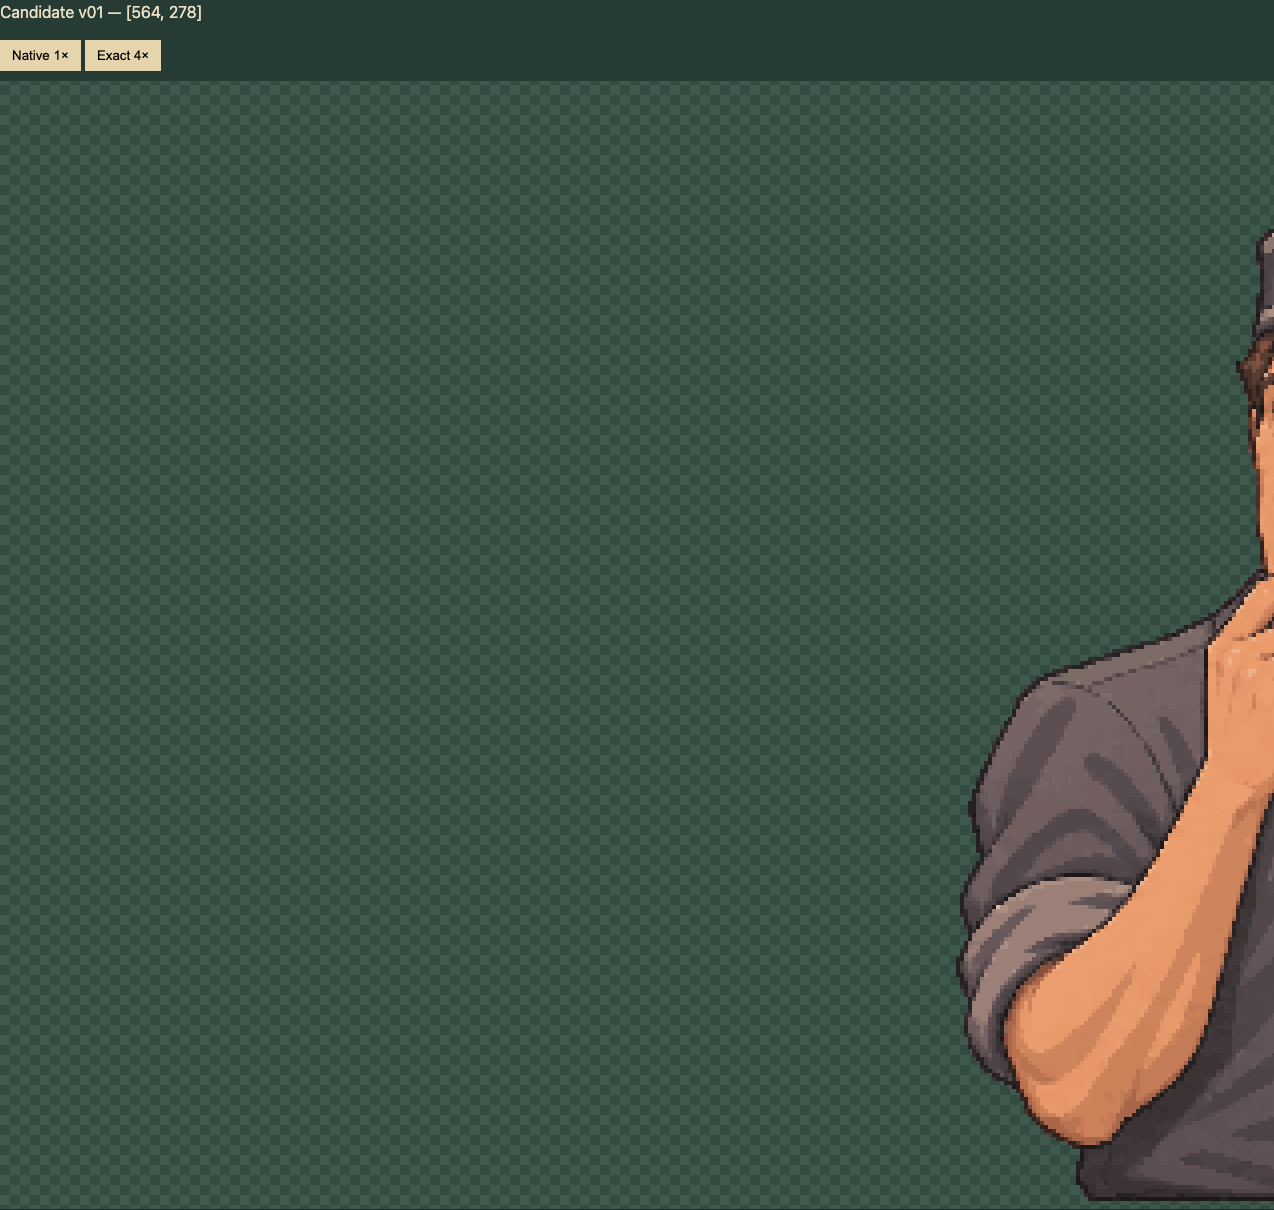 Candidate v01 — [564, 278]
Native 1×
Exact 4×